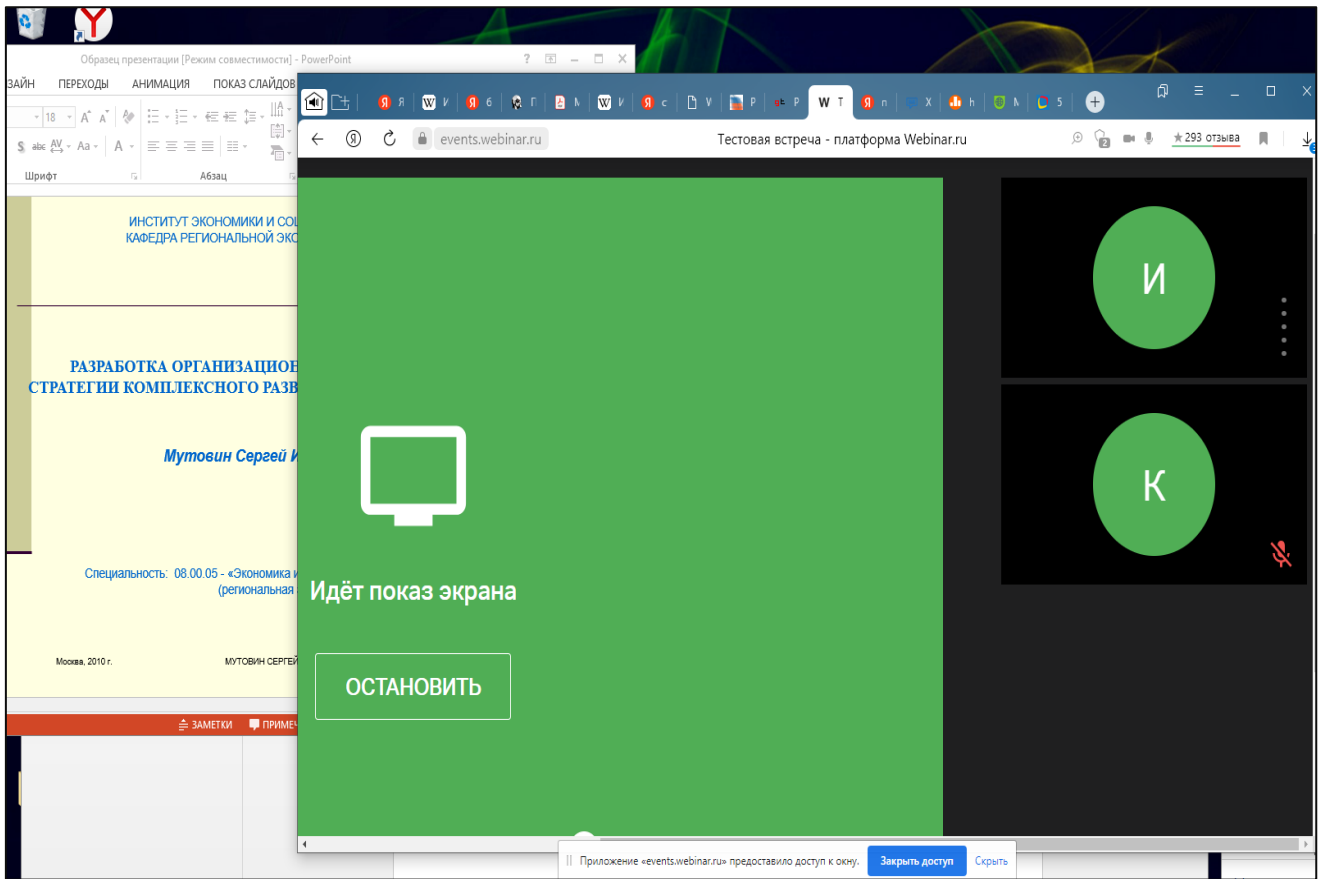 Образец презентации [Режим совместимости] - PowerPoint
ЗАЙН ПЕРЕХОДЫ АНИМАЦИЯ ПОКАЗ СЛАЙДОВ
18
abc AV Aa A
Шрифт Абзац
ИНСТИТУТ ЭКОНОМИКИ И СОЦ
КАФЕДРА РЕГИОНАЛЬНОЙ ЭКО
РАЗРАБОТКА ОРГАНИЗАЦИОН
СТРАТЕГИИ КОМПЛЕКСНОГО РАЗВ
Мутовин Сергей И
Специальность: 08.00.05 - «Экономика и
(региональная
Москва, 2010 г. МУТОВИН СЕРГЕЙ
ЗАМЕТКИ ПРИМЕЧ
events.webinar.ru
Тестовая встреча - платформа Webinar.ru
293 отзыва
Идёт показ экрана
ОСТАНОВИТЬ
И
К
Приложение «events.webinar.ru» предоставило доступ к окну. Закрыть доступ Скрыть